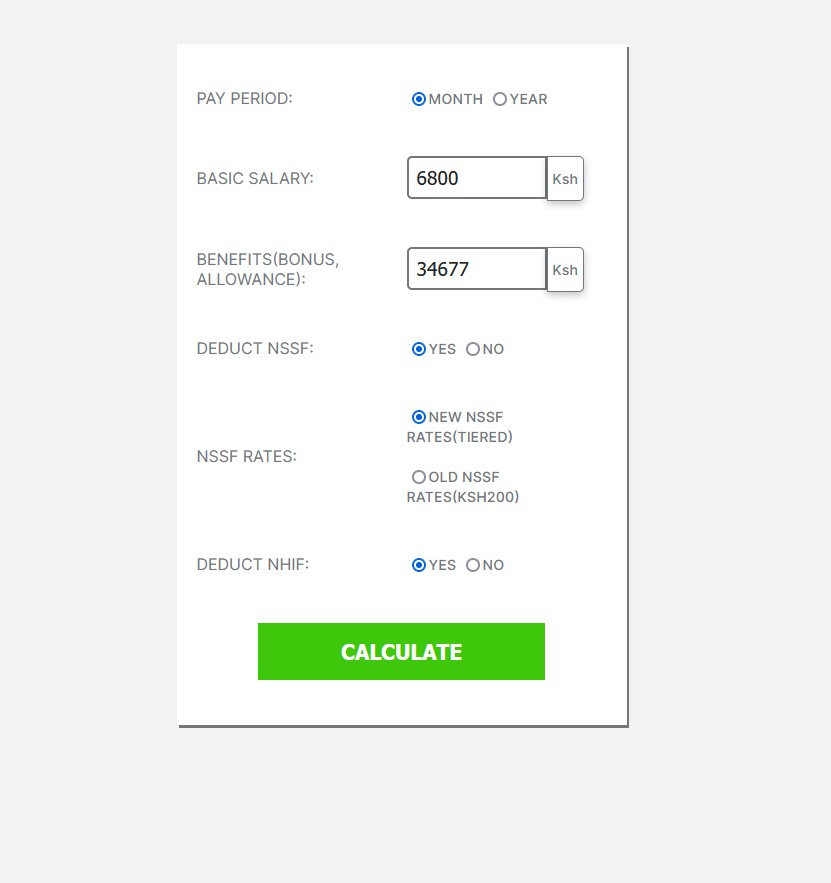 PAY PERIOD: MONTH YEAR
BASIC SALARY: 6800 Ksh
BENEFITS(BONUS,
ALLOWANCE): 34677 Ksh
DEDUCT NSSF: YES NO
NSSF RATES:
NEW NSSF
RATES(TIERED)
OLD NSSF
RATES(KSH200)
DEDUCT NHIF: YES NO
CALCULATE